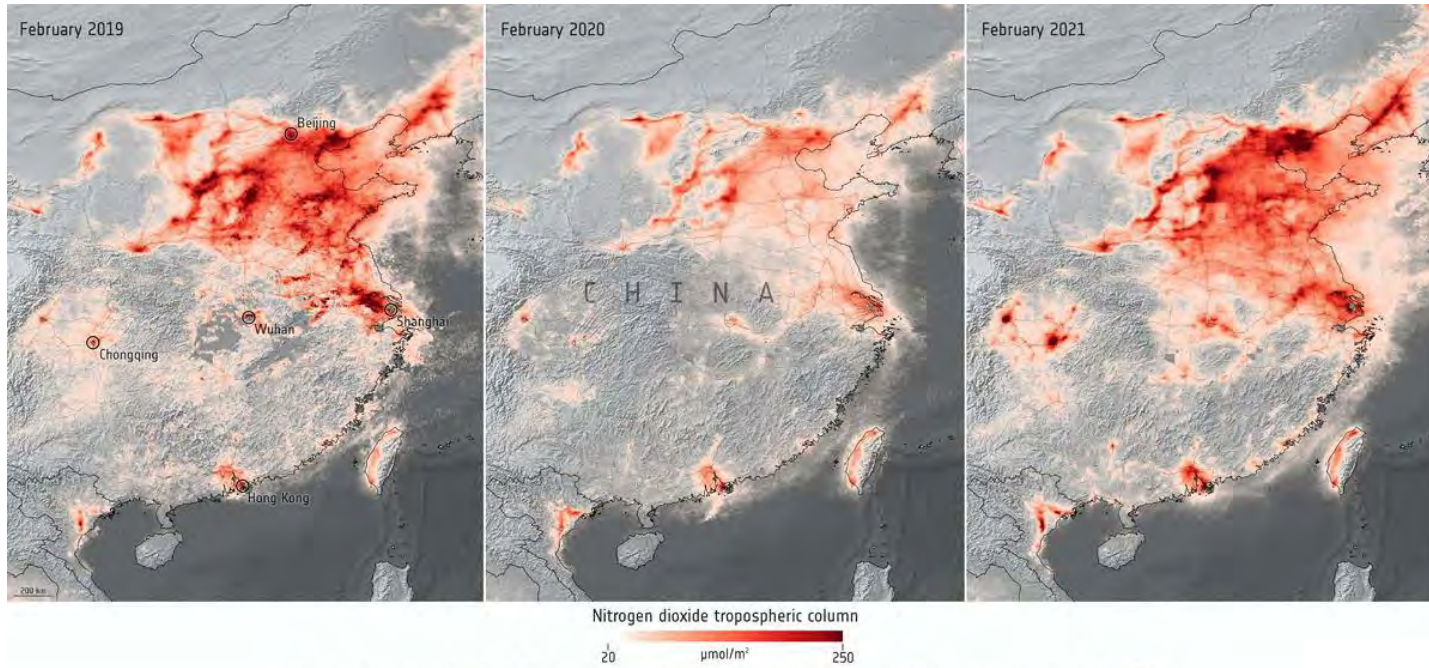 February 2019
February 2020
February 2021
Beijing
CHINA
Wuhan
Shanghai
Chongqing
Hong Kong
200 km
Nitrogen dioxide tropospheric column
20 µmol/m² 250